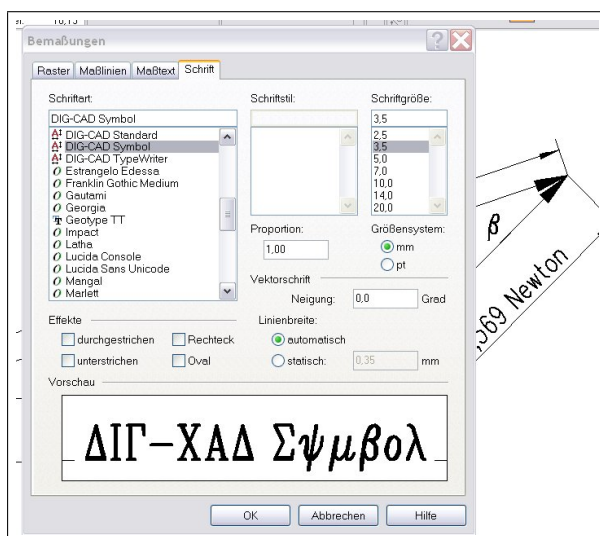 10,15
Bemaßungen
Raster Maßlinien Maßtext Schrift
Schriftart: Schriftstil: Schriftgröße:
DIG-CAD Symbol 3,5
DIG-CAD Standard 2,5
DIG-CAD Symbol 3,5
DIG-CAD TypeWriter 5,0
Estrangelo Edessa 7,0
Franklin Gothic Medium 10,0
Gautami 14,0
Georgia 20,0
Geotype TT
Impact
Latha
Lucida Console
Lucida Sans Unicode
Mangal
Marlett
Proportion: Größensystem:
1,00 mm
pt
Vektorschrift
Neigung: 0,0 Grad
Effekte Linienbreite:
durchgestrichen Rechteck automatisch
unterstrichen Oval statisch: 0,35 mm
Vorschau
ΔΙΓ-ΧΑΔ Σψμβολ
OK Abbrechen Hilfe
β
,569 Newton